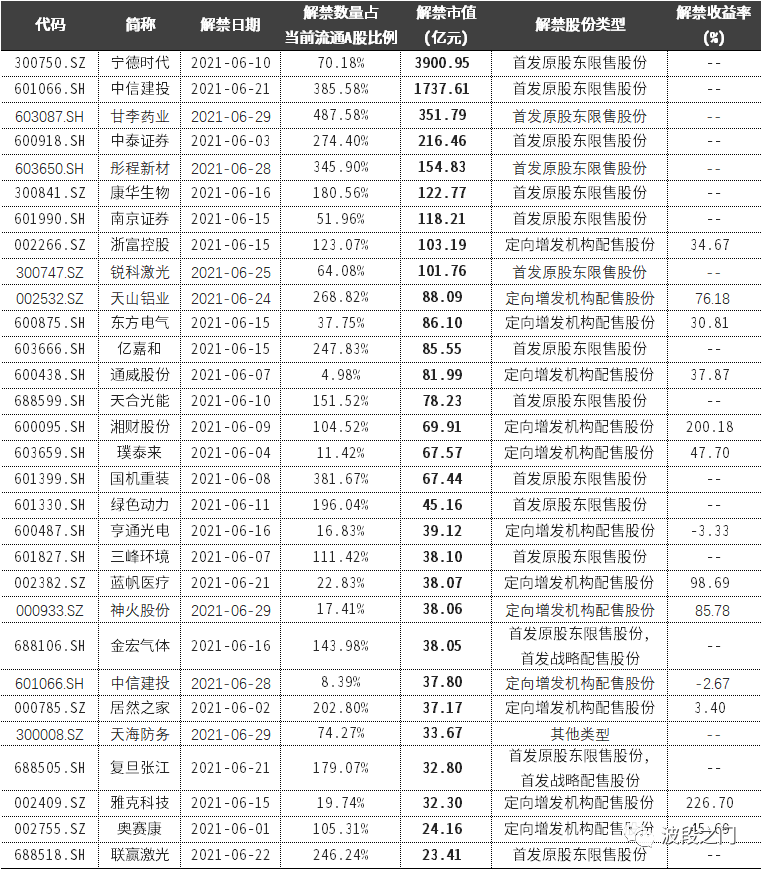 代码 简称 解禁日期 解禁数量占当前流通A股比例 解禁市值(亿元) 解禁股份类型 解禁收益率(%)
300750.SZ 宁德时代 2021-06-10 70.18% 3900.95 首发原股东限售股份 --
601066.SH 中信建投 2021-06-21 385.58% 1737.61 首发原股东限售股份 --
603087.SH 甘李药业 2021-06-29 487.58% 351.79 首发原股东限售股份 --
600918.SH 中泰证券 2021-06-03 274.40% 216.46 首发原股东限售股份 --
603650.SH 彤程新材 2021-06-28 345.90% 154.83 首发原股东限售股份 --
300841.SZ 康华生物 2021-06-16 180.56% 122.77 首发原股东限售股份 --
601990.SH 南京证券 2021-06-15 51.96% 118.21 首发原股东限售股份 --
002266.SZ 浙富控股 2021-06-15 123.07% 103.19 定向增发机构配售股份 34.67
300747.SZ 锐科激光 2021-06-25 64.08% 101.76 首发原股东限售股份 --
002532.SZ 天山铝业 2021-06-24 268.82% 88.09 定向增发机构配售股份 76.18
600875.SH 东方电气 2021-06-15 37.75% 86.10 定向增发机构配售股份 30.81
603666.SH 亿嘉和 2021-06-15 247.83% 85.55 首发原股东限售股份 --
600438.SH 通威股份 2021-06-07 4.98% 81.99 定向增发机构配售股份 37.87
688599.SH 天合光能 2021-06-10 151.52% 78.23 首发原股东限售股份 --
600095.SH 湘财股份 2021-06-09 104.52% 69.91 定向增发机构配售股份 200.18
603659.SH 璞泰来 2021-06-04 11.42% 67.57 定向增发机构配售股份 47.70
601399.SH 国机重装 2021-06-08 381.67% 67.44 首发原股东限售股份 --
601330.SH 绿色动力 2021-06-11 196.04% 45.16 首发原股东限售股份 --
600487.SH 亨通光电 2021-06-16 16.83% 39.12 定向增发机构配售股份 -3.33
601827.SH 三峰环境 2021-06-07 111.42% 38.10 首发原股东限售股份 --
002382.SZ 蓝帆医疗 2021-06-21 22.83% 38.07 定向增发机构配售股份 98.69
000933.SZ 神火股份 2021-06-29 17.41% 38.06 定向增发机构配售股份 85.78
688106.SH 金宏气体 2021-06-16 143.98% 38.05 首发原股东限售股份，首发战略配售股份 --
601066.SH 中信建投 2021-06-28 8.39% 37.80 定向增发机构配售股份 -2.67
000785.SZ 居然之家 2021-06-02 202.80% 37.17 定向增发机构配售股份 3.40
300008.SZ 天海防务 2021-06-29 74.27% 33.67 其他类型 --
688505.SH 复旦张江 2021-06-21 179.07% 32.80 首发原股东限售股份，首发战略配售股份 --
002409.SZ 雅克科技 2021-06-15 19.74% 32.30 定向增发机构配售股份 226.70
002755.SZ 奥赛康 2021-06-01 105.31% 24.16 定向增发机构配售股份
688518.SH 联赢激光 2021-06-22 246.24% 23.41 首发原股东限售股份 --
波段之门